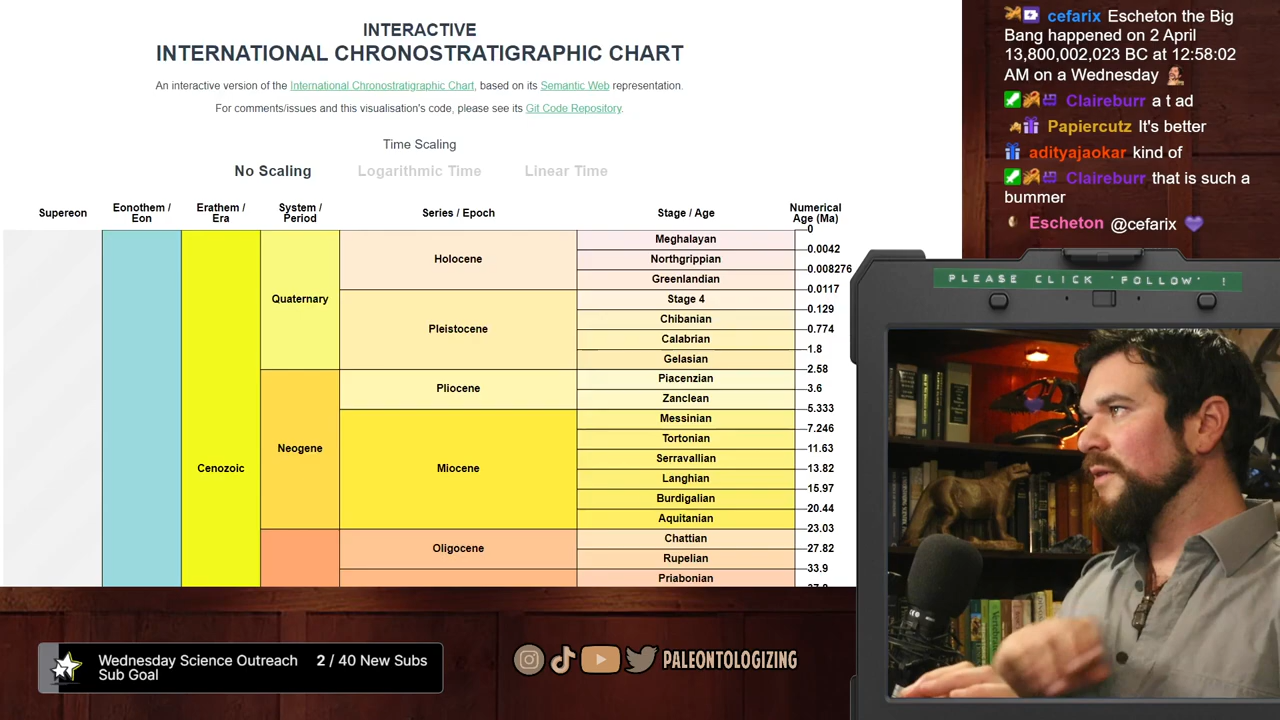 INTERACTIVE
INTERNATIONAL CHRONOSTRATIGRAPHIC CHART
An interactive version of the International Chronostratigraphic Chart, based on its Semantic Web representation.
For comments/issues and this visualisation's code, please see its Git Code Repository.
Time Scaling
No Scaling Logarithmic Time Linear Time
Supereon
Eonothem /
Eon
Erathem /
Era
System /
Period
Series / Epoch
Stage / Age
Numerical
Age (Ma)
Cenozoic
Quaternary
Neogene
Holocene
Pleistocene
Pliocene
Miocene
Oligocene
Meghalayan
Northgrippian
Greenlandian
Stage 4
Chibanian
Calabrian
Gelasian
Piacenzian
Zanclean
Messinian
Tortonian
Serravallian
Langhian
Burdigalian
Aquitanian
Chattian
Rupelian
Priabonian
0
0.0042
0.008276
0.0117
0.129
0.774
1.8
2.58
3.6
5.333
7.246
11.63
13.82
15.97
20.44
23.03
27.82
33.9
cefarix Escheton the Big
Bang happened on 2 April
13,800,002,023 BC at 12:58:02
AM on a Wednesday
Claireburr a t ad
Papiercutz It's better
adityajaokar kind of
Claireburr that is such a
bummer
Escheton @cefarix
PLEASE CLICK 'FOLLOW' !
Wednesday Science Outreach 2 / 40 New Subs
Sub Goal
PALEONTOLOGIZING